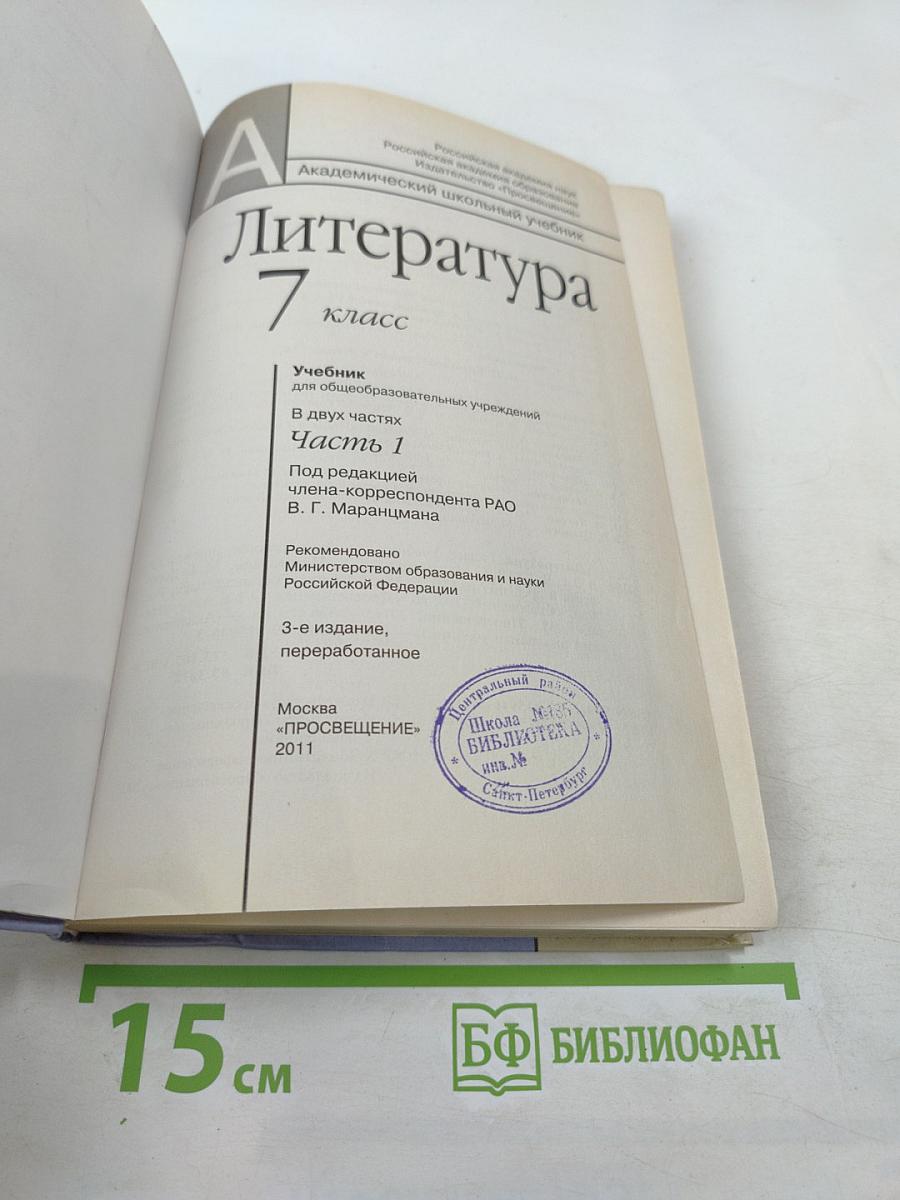 А
Российская академия наук
Российская академия образования
Издательство «Просвещение»
Академический школьный учебник
Литература
7 класс
Учебник
для общеобразовательных учреждений
В двух частях
Часть 1
Под редакцией
члена-корреспондента РАО
В. Г. Маранцмана
Рекомендовано
Министерством образования и науки
Российской Федерации
3-е издание,
переработанное
Москва
«ПРОСВЕЩЕНИЕ»
2011
Центральный район
Школа
БИБЛИОТЕКА
инв.№
Санкт-Петербург
15 см
БФ БИБЛИОФАН